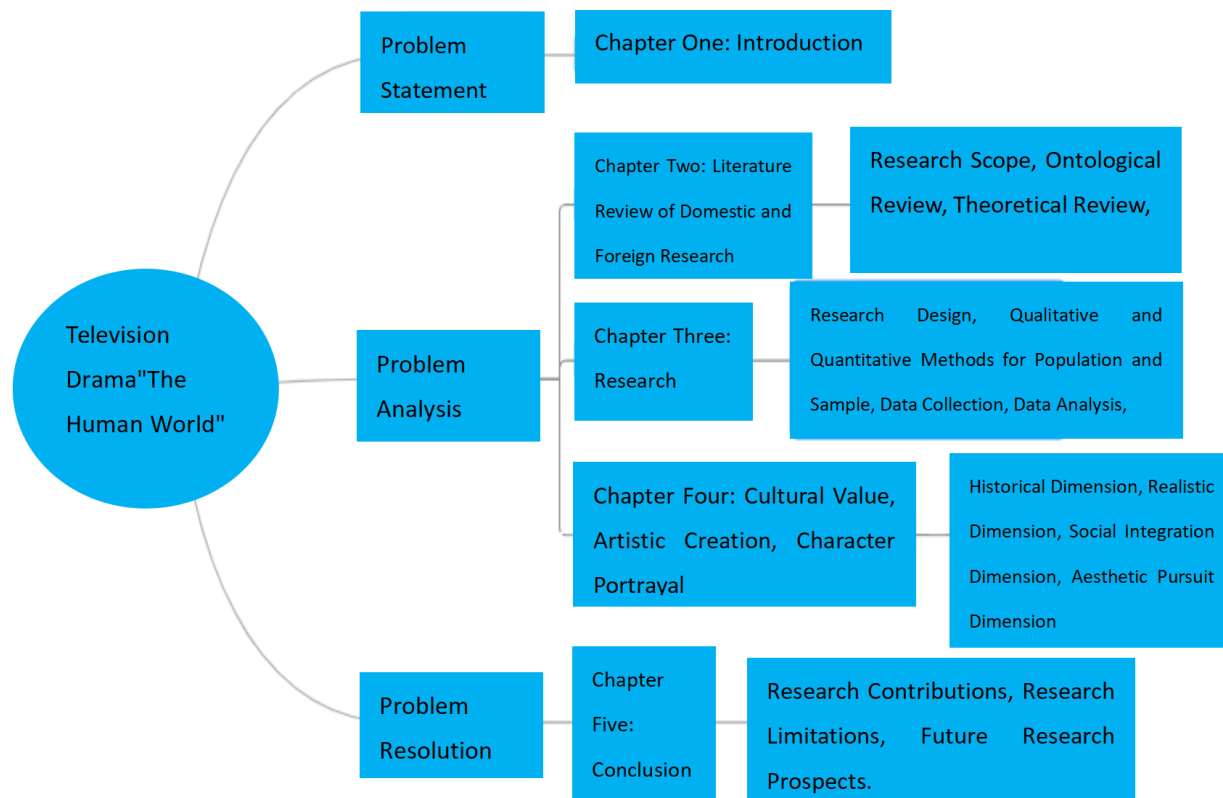 Problem
Statement
Chapter One: Introduction
Chapter Two: Literature
Review of Domestic and
Foreign Research
Research Scope, Ontological
Review, Theoretical Review,
Television
Drama"The
Human World"
Problem
Analysis
Chapter Three:
Research
Research Design, Qualitative and
Quantitative Methods for Population and
Sample, Data Collection, Data Analysis,
Chapter Four: Cultural Value,
Artistic Creation, Character
Portrayal
Historical Dimension, Realistic
Dimension, Social Integration
Dimension, Aesthetic Pursuit
Dimension
Problem
Resolution
Chapter
Five:
Conclusion
Research Contributions, Research
Limitations, Future Research
Prospects.